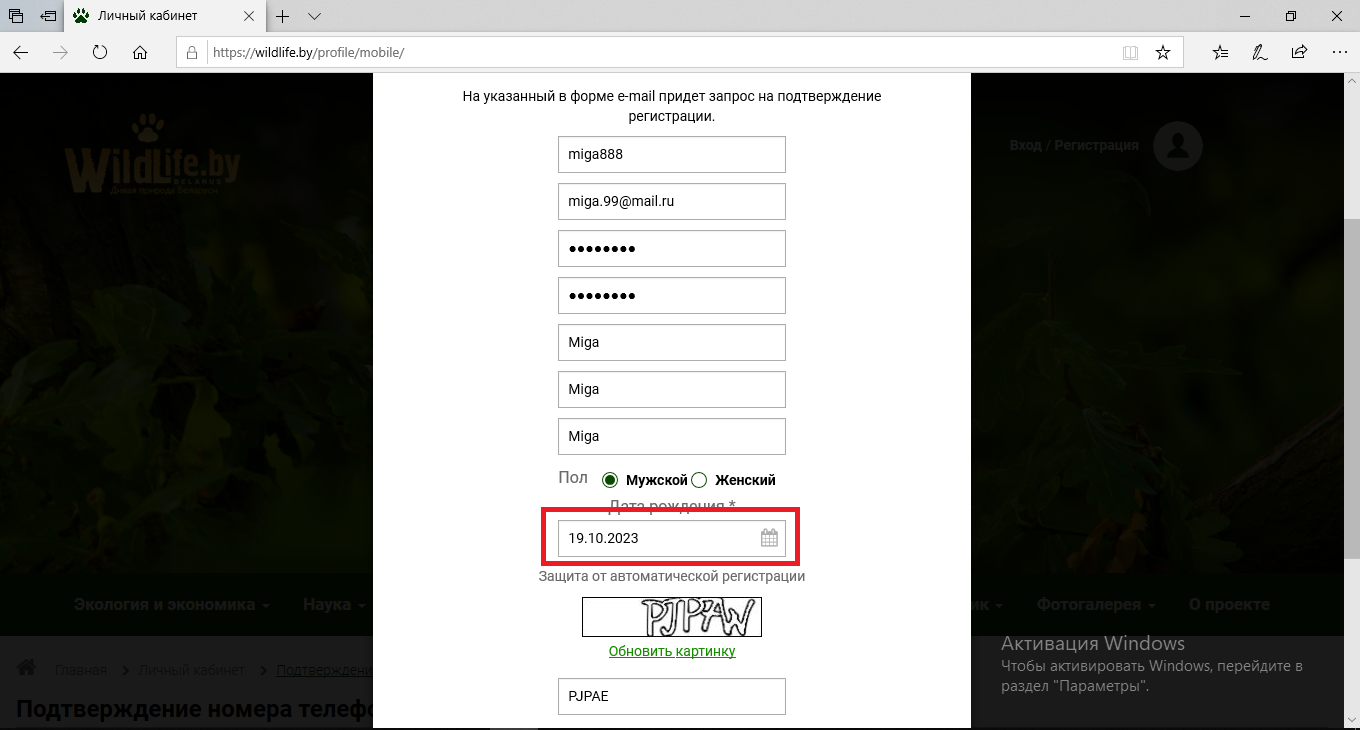 Личный кабинет
https://wildlife.by/profile/mobile/
На указанный в форме e-mail придет запрос на подтверждение
регистрации.
WildLife.by
BELARUS
Дикая природа Беларуси
Вход / Регистрация
miga888
miga.99@mail.ru
●●●●●●●●
●●●●●●●●
Miga
Miga
Miga
Пол Мужской Женский
Дата рождения *
19.10.2023
Защита от автоматической регистрации
Обновить картинку
PJPAE
Экология и экономика Наука ик Фотогалерея О проекте
Главная Личный кабинет Подтверждени
Подтверждение номера телефо
Активация Windows
Чтобы активировать Windows, перейдите в
раздел "Параметры".